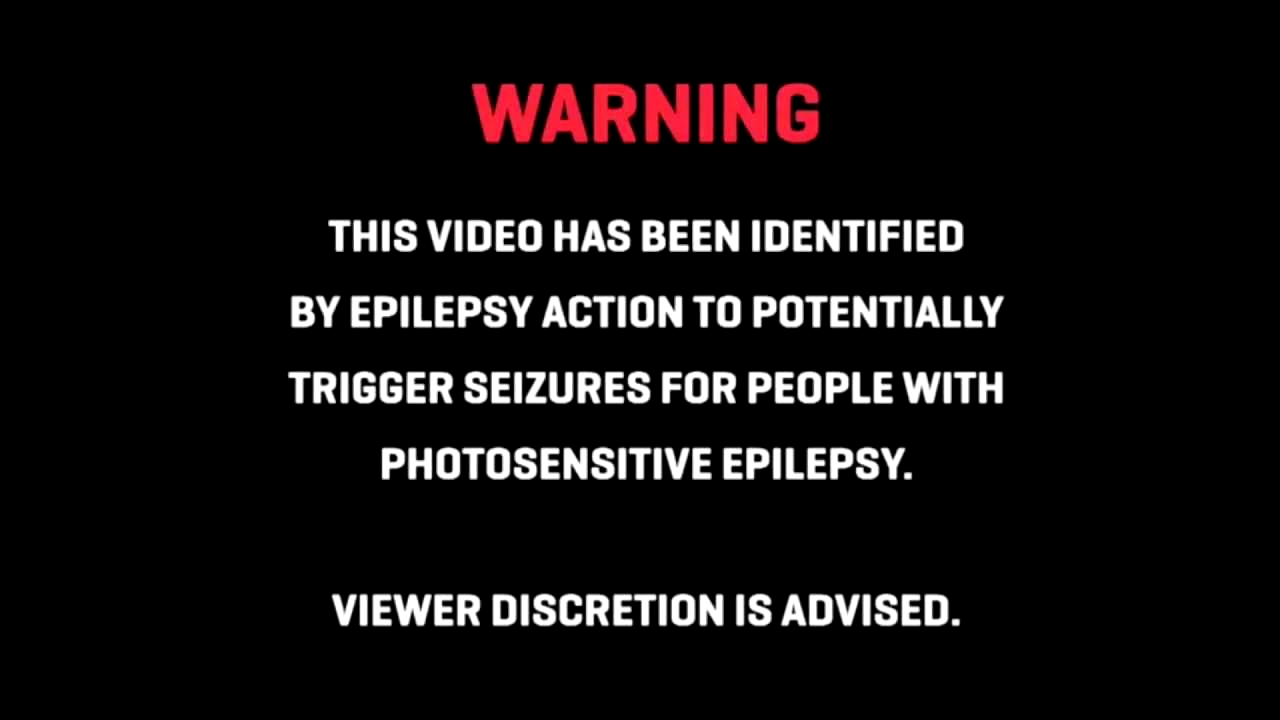 WARNING
THIS VIDEO HAS BEEN IDENTIFIED
BY EPILEPSY ACTION TO POTENTIALLY
TRIGGER SEIZURES FOR PEOPLE WITH
PHOTOSENSITIVE EPILEPSY.
VIEWER DISCRETION IS ADVISED.